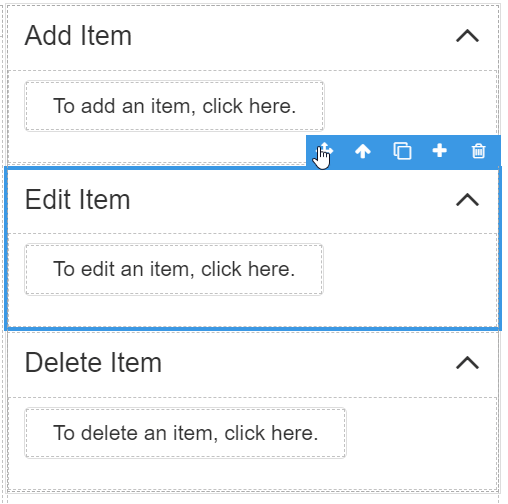 Add Item
To add an item, click here.
Edit Item
To edit an item, click here.
Delete Item
To delete an item, click here.